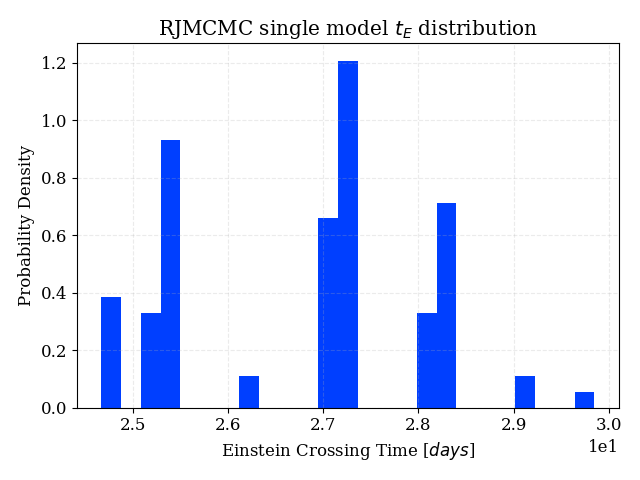 RJMCMC single model $t_E$ distribution
Probability Density
1.2
1.0
0.8
0.6
0.4
0.2
0.0
2.5 2.6 2.7 2.8 2.9 3.0
1e1
Einstein Crossing Time [days]